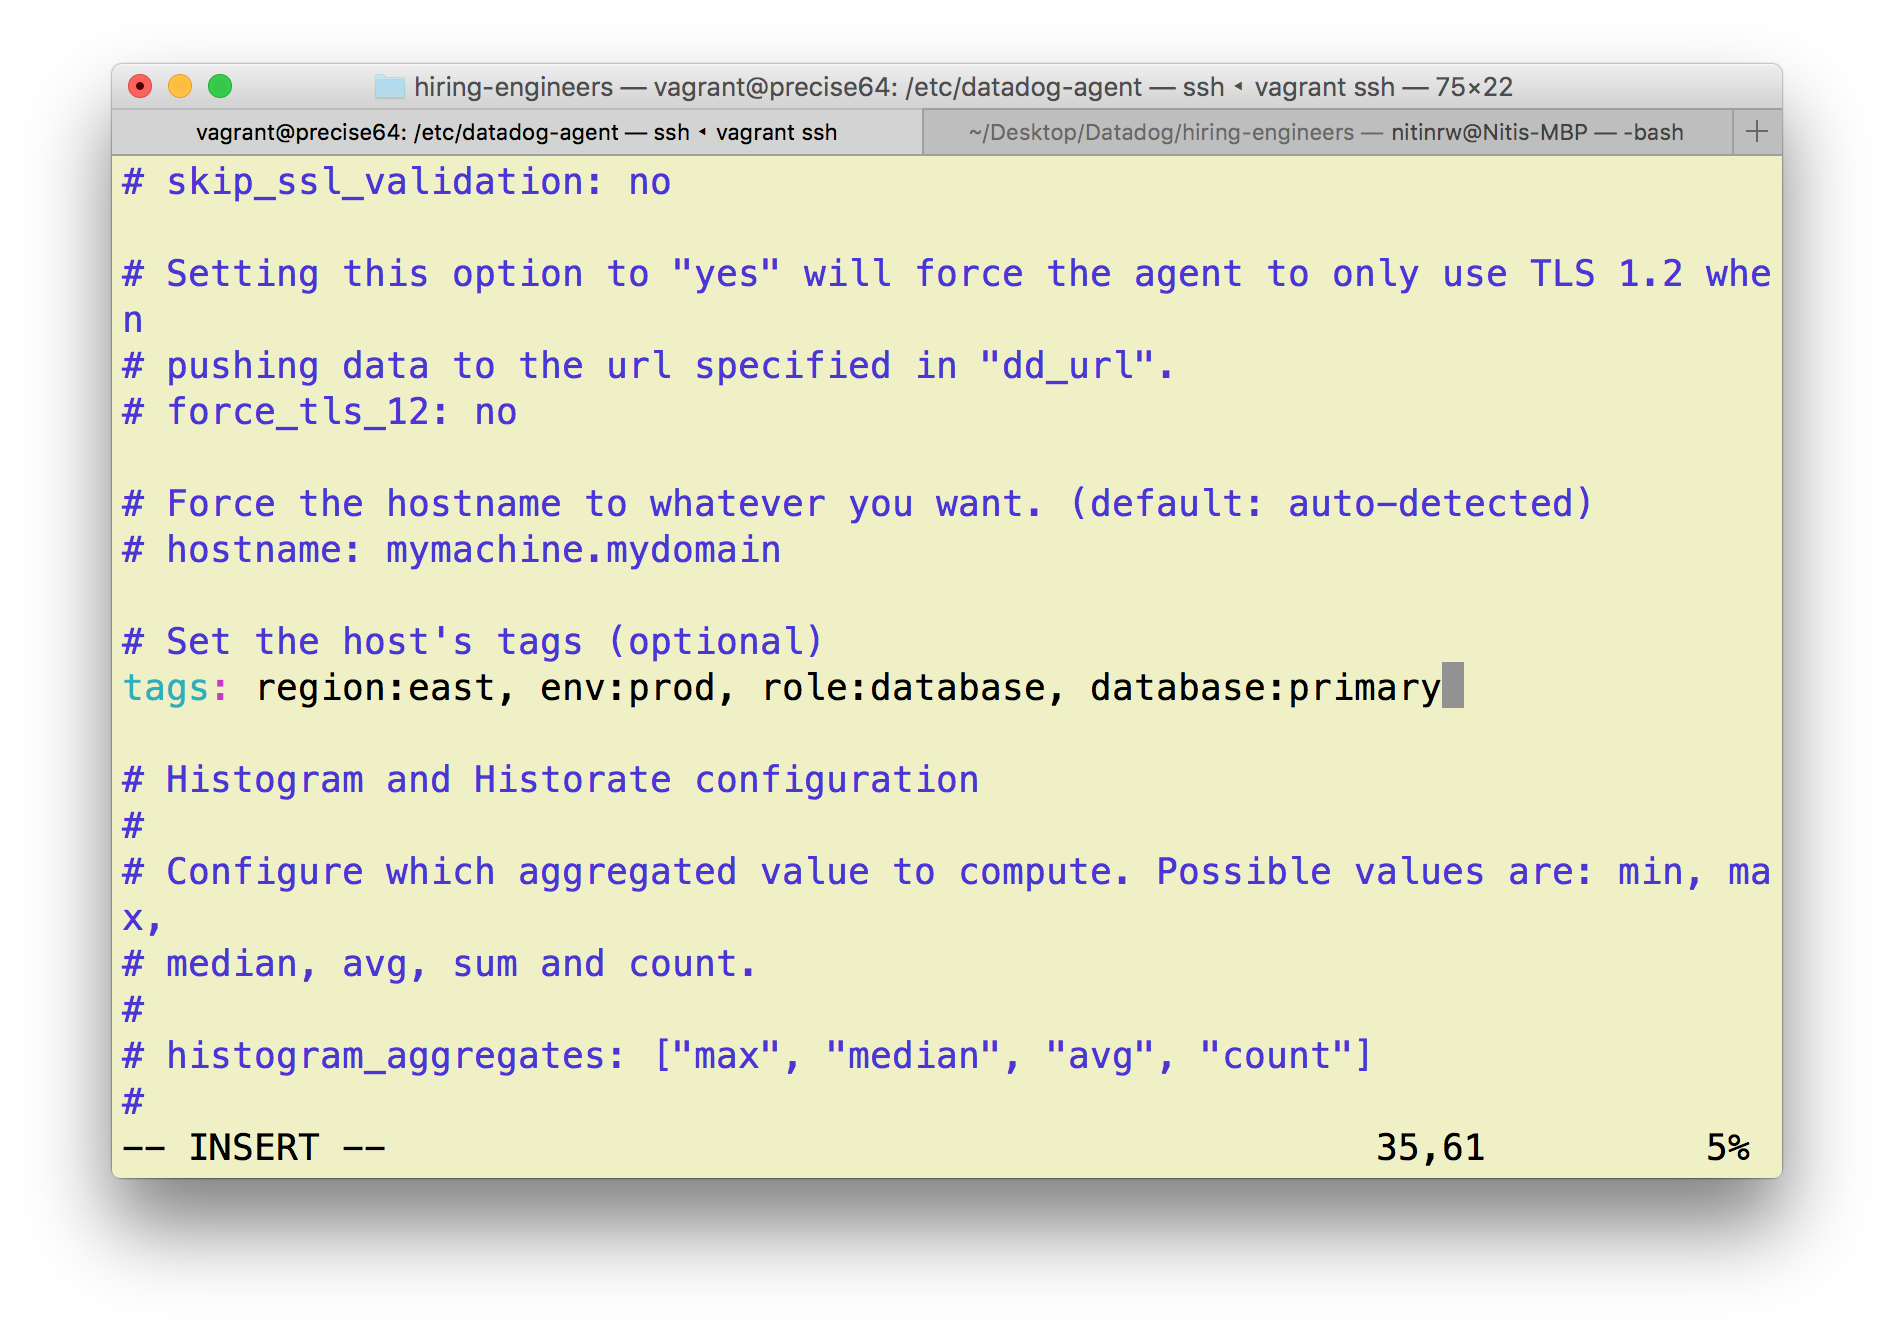 hiring-engineers — vagrant@precise64: /etc/datadog-agent — ssh ◂ vagrant ssh — 75×22
vagrant@precise64: /etc/datadog-agent — ssh ◂ vagrant ssh
~/Desktop/Datadog/hiring-engineers — nitinrw@Nitis-MBP — -bash
# skip_ssl_validation: no
# Setting this option to "yes" will force the agent to only use TLS 1.2 whe
n
# pushing data to the url specified in "dd_url".
# force_tls_12: no
# Force the hostname to whatever you want. (default: auto-detected)
# hostname: mymachine.mydomain
# Set the host's tags (optional)
tags: region:east, env:prod, role:database, database:primary
# Histogram and Historate configuration
#
# Configure which aggregated value to compute. Possible values are: min, ma
x,
# median, avg, sum and count.
#
# histogram_aggregates: ["max", "median", "avg", "count"]
#
-- INSERT -- 35,61 5%